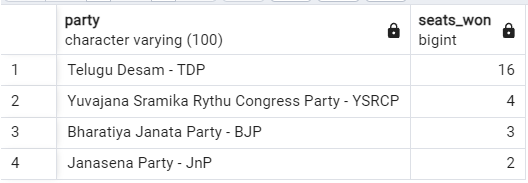 party seats_won
character varying (100) bigint
1 Telugu Desam - TDP 16
2 Yuvajana Sramika Rythu Congress Party - YSRCP 4
3 Bharatiya Janata Party - BJP 3
4 Janasena Party - JnP 2